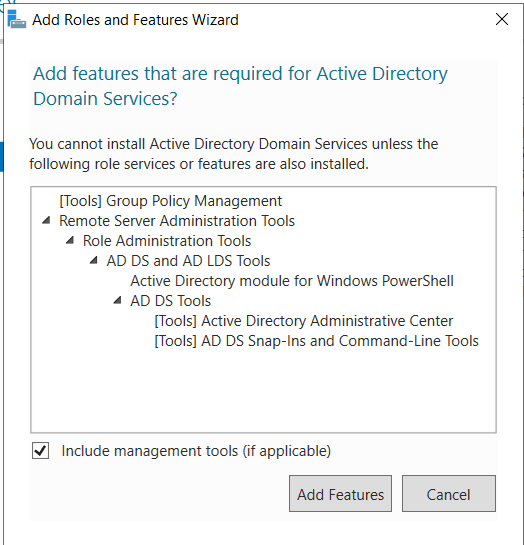 Add Roles and Features Wizard
Add features that are required for Active Directory
Domain Services?
You cannot install Active Directory Domain Services unless the
following role services or features are also installed.
[Tools] Group Policy Management
Remote Server Administration Tools
Role Administration Tools
AD DS and AD LDS Tools
Active Directory module for Windows PowerShell
AD DS Tools
[Tools] Active Directory Administrative Center
[Tools] AD DS Snap-Ins and Command-Line Tools
Include management tools (if applicable)
Add Features
Cancel